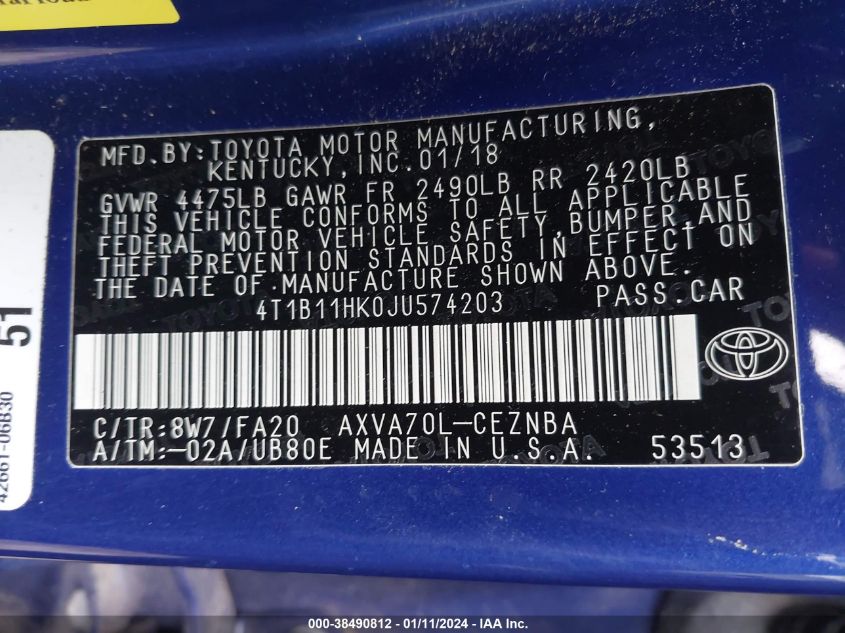 51
42661-06B30
MFD.BY:TOYOTA MOTOR MANUFACTURING,
KENTUCKY,INC.01/18
GVWR 4475LB GAWR FR 2490LB RR 2420LB
THIS VEHICLE CONFORMS TO ALL APPLICABLE
FEDERAL MOTOR VEHICLE SAFETY,BUMPER,AND
THEFT PREVENTION STANDARDS IN EFFECT ON
THE DATE OF MANUFACTURE SHOWN ABOVE.
4T1B11HK0JU574203 PASS.CAR
C/TR:8W7/FA20 AXVA70L-CEZNBA
A/TM:-02A/UB80E MADE IN U.S.A. 53513
000-38490812 - 01/11/2024 - IAA Inc.